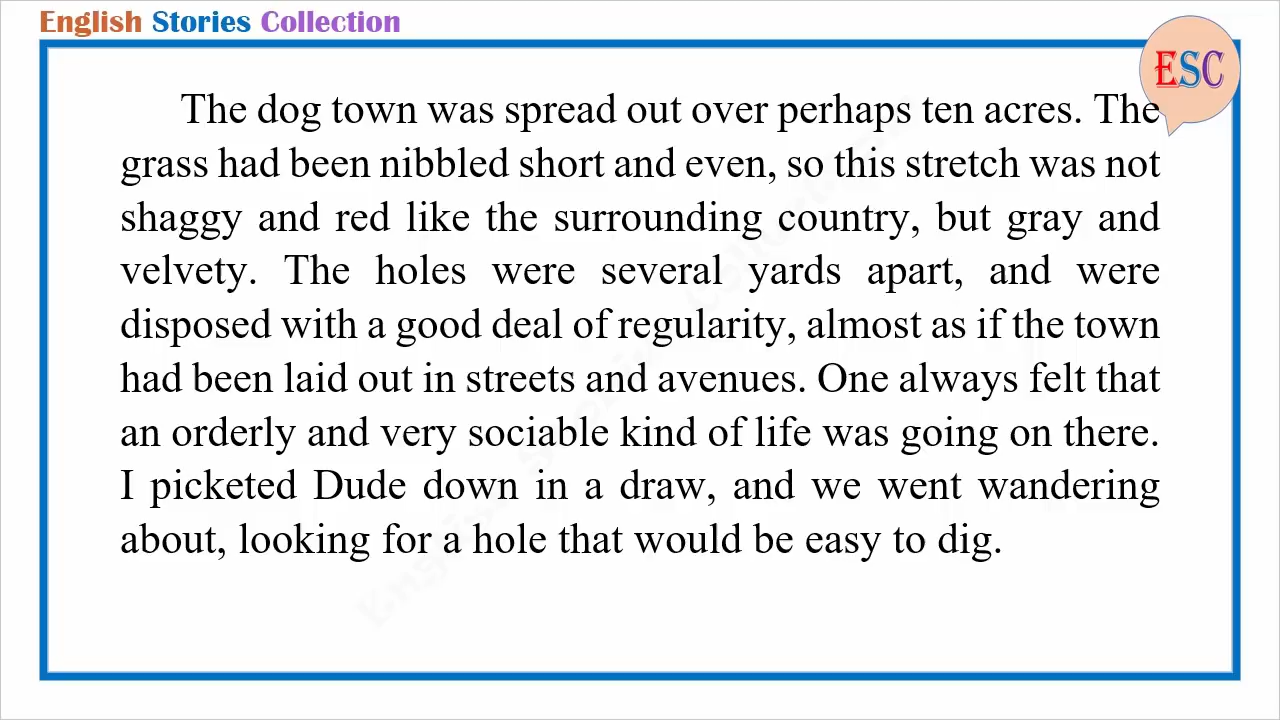 English Stories Collection
ESC
The dog town was spread out over perhaps ten acres. The
grass had been nibbled short and even, so this stretch was not
shaggy and red like the surrounding country, but gray and
velvety. The holes were several yards apart, and were
disposed with a good deal of regularity, almost as if the town
had been laid out in streets and avenues. One always felt that
an orderly and very sociable kind of life was going on there.
I picketed Dude down in a draw, and we went wandering
about, looking for a hole that would be easy to dig.